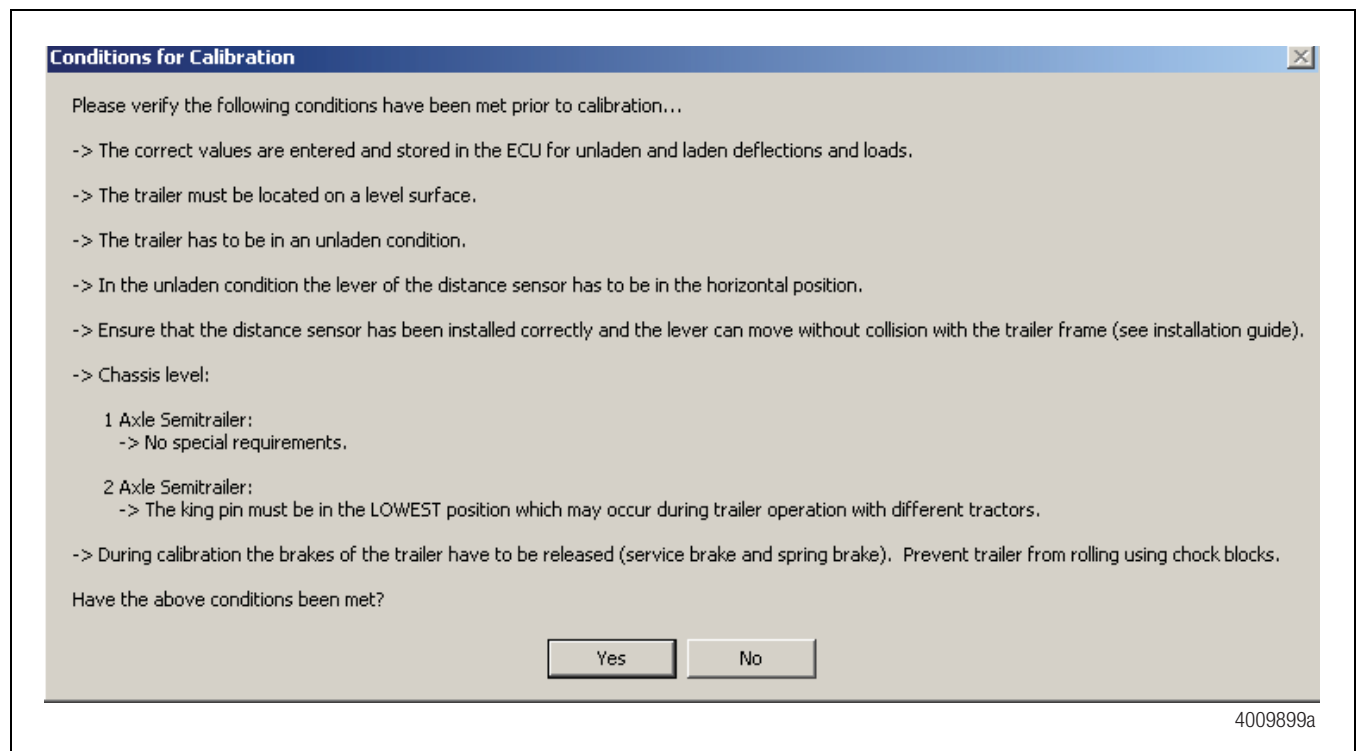 Conditions for Calibration
Please verify the following conditions have been met prior to calibration...
-> The correct values are entered and stored in the ECU for unladen and laden deflections and loads.
-> The trailer must be located on a level surface.
-> The trailer has to be in an unladen condition.
-> In the unladen condition the lever of the distance sensor has to be in the horizontal position.
-> Ensure that the distance sensor has been installed correctly and the lever can move without collision with the trailer frame (see installation guide).
-> Chassis level:
1 Axle Semitrailer:
-> No special requirements.
2 Axle Semitrailer:
-> The king pin must be in the LOWEST position which may occur during trailer operation with different tractors.
-> During calibration the brakes of the trailer have to be released (service brake and spring brake).  Prevent trailer from rolling using chock blocks.
Have the above conditions been met?
Yes No
4009899a